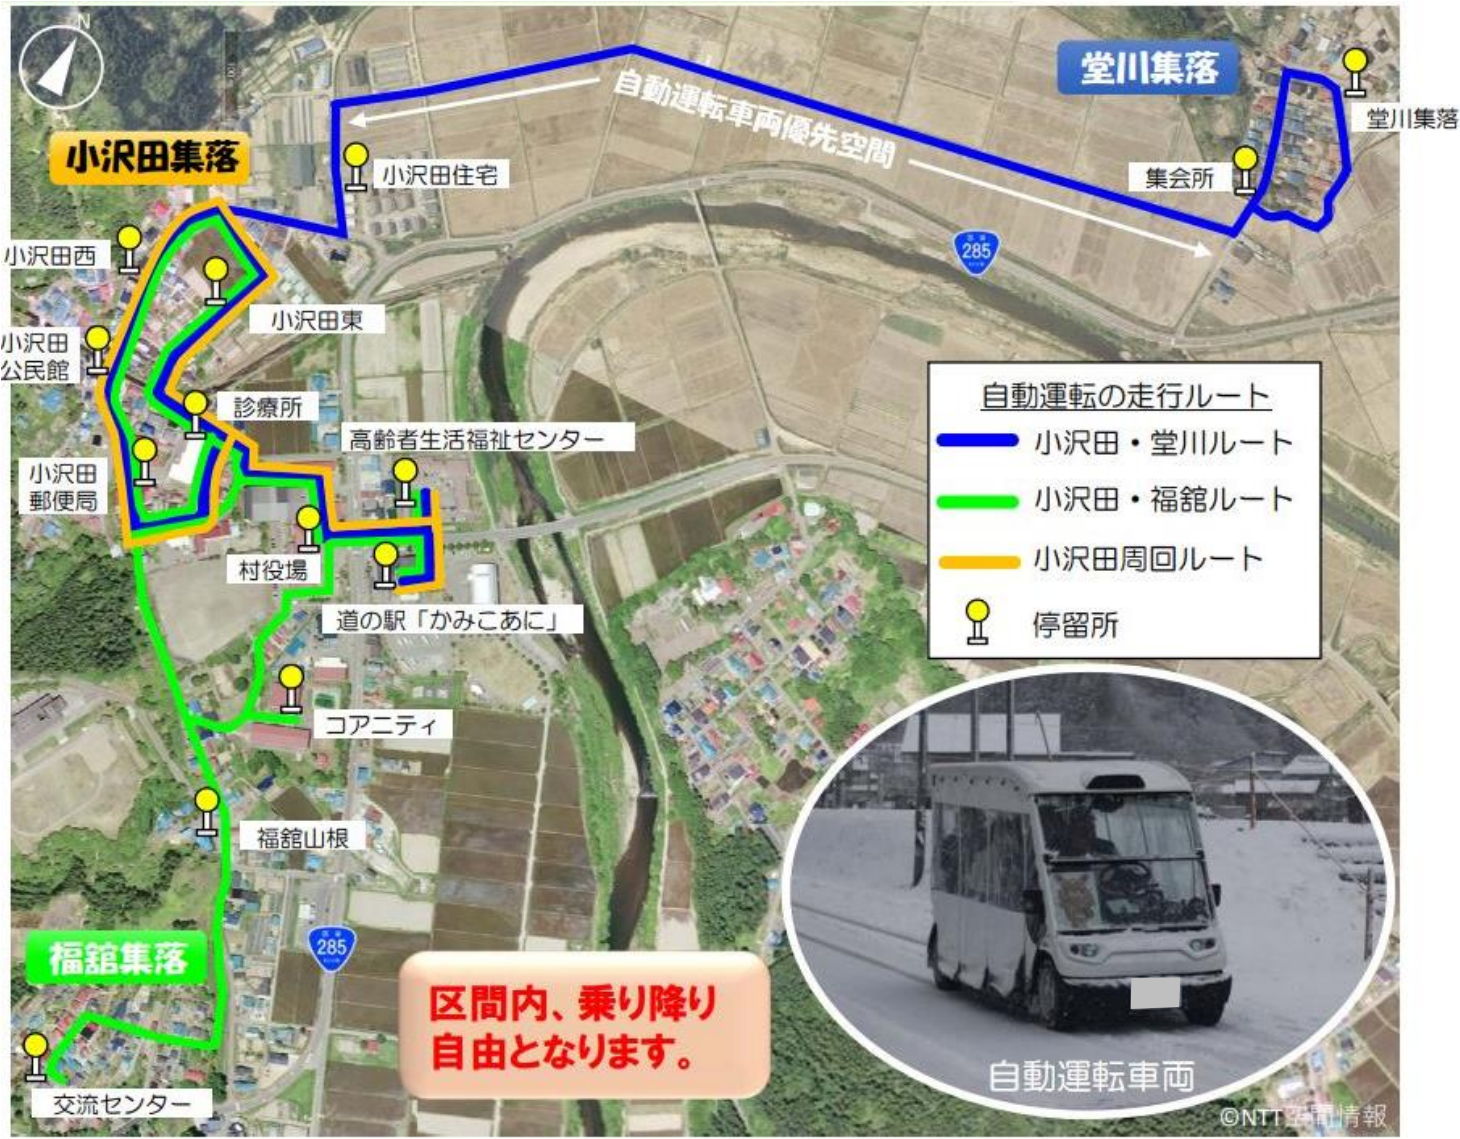 N
堂川集落
堂川集落
自動運転車両優先空間
小沢田集落
小沢田住宅
集会所
小沢田西
285
小沢田東
小沢田
公民館
診療所
高齢者生活福祉センター
小沢田
郵便局
村役場
道の駅「かみこあに」
自動運転の走行ルート
小沢田・堂川ルート
小沢田・福舘ルート
小沢田周回ルート
停留所
コアニティ
福舘山根
福舘集落
285
区間内、乗り降り
自由となります。
交流センター
自動運転車両
©NTT空間情報